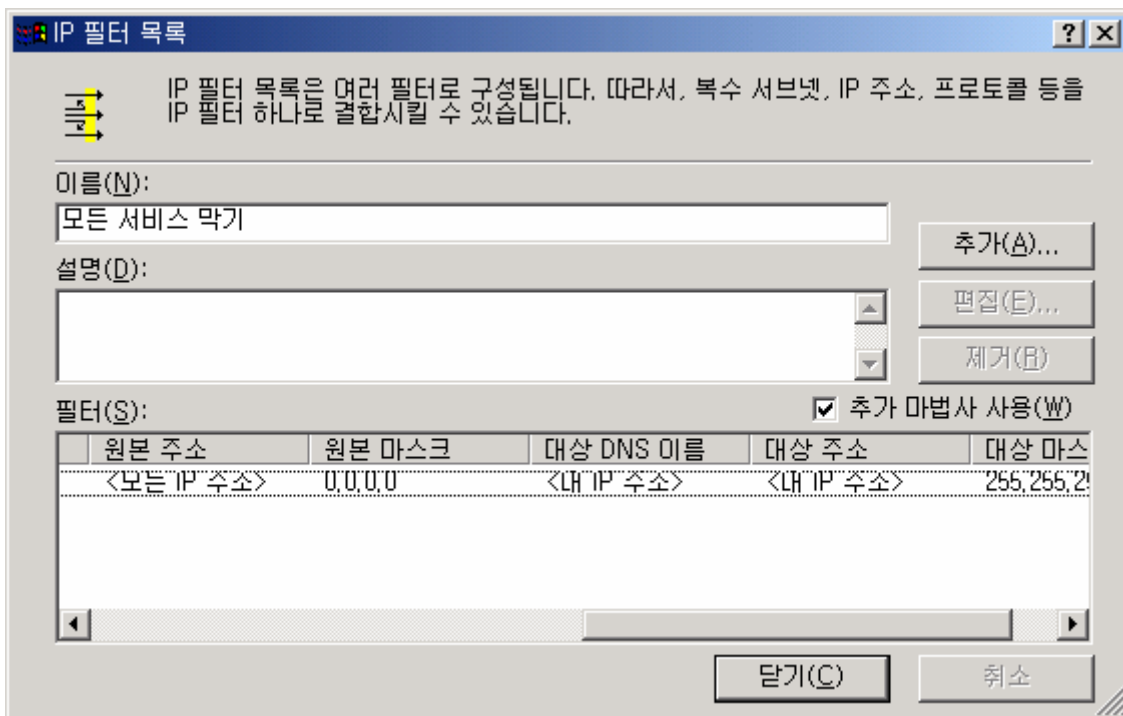 IP 필터 목록
IP 필터 목록은 여러 필터로 구성됩니다. 따라서, 복수 서브넷, IP 주소, 프로토콜 등을
IP 필터 하나로 결합시킬 수 있습니다.
이름(N):
모든 서비스 막기
추가(A)...
설명(D):
편집(E)...
제거(R)
필터(S):
추가 마법사 사용(W)
원본 주소 원본 마스크 대상 DNS 이름 대상 주소 대상 마스
<모든 IP 주소> 0.0.0.0 <내 IP 주소> <내 IP 주소> 255.255.2
닫기(C)
취소